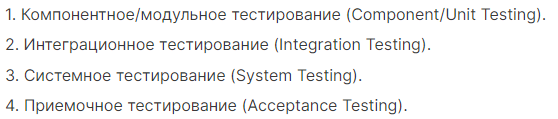 1. Компонентное/модульное тестирование (Component/Unit Testing).
2. Интеграционное тестирование (Integration Testing).
3. Системное тестирование (System Testing).
4. Приемочное тестирование (Acceptance Testing).